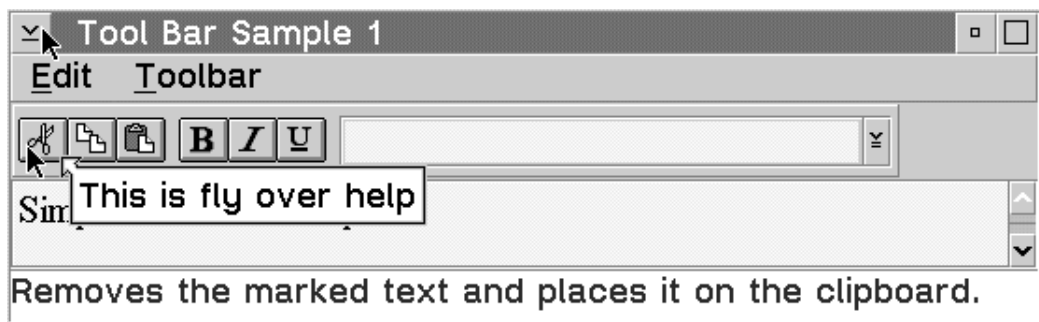 Tool Bar Sample 1
Edit Toolbar
B I U
This is fly over help
Sim
Removes the marked text and places it on the clipboard.